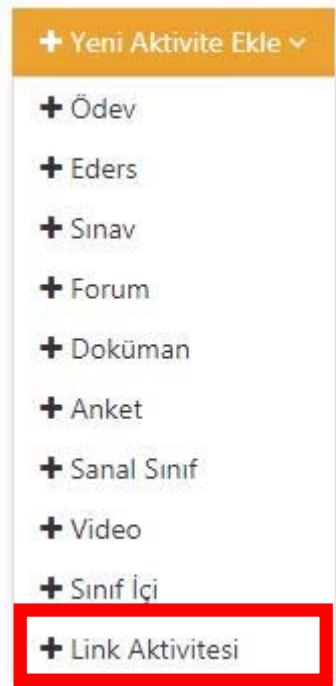 + Yeni Aktivite Ekle
+ Ödev
+ Eders
+ Sınav
+ Forum
+ Doküman
+ Anket
+ Sanal Sınıf
+ Video
+ Sınıf İçi
+ Link Aktivitesi